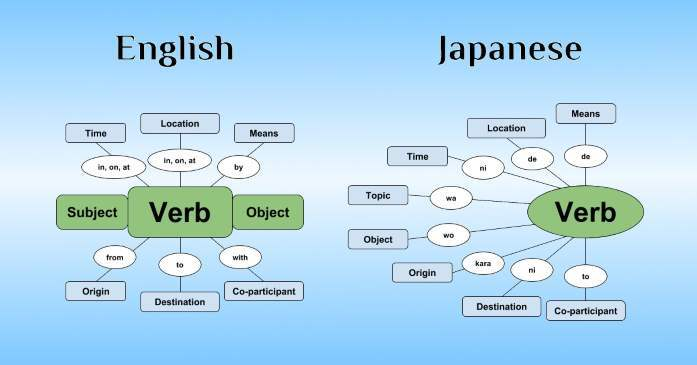 English
Japanese
Time
Location
Means
in, on, at
in, on, at
by
Subject
Verb
Object
from
to
with
Origin
Destination
Co-participant
Means
Location
Time
de
de
ni
Topic
wa
Verb
Object
wo
Origin
kara
ni
to
Destination
Co-participant